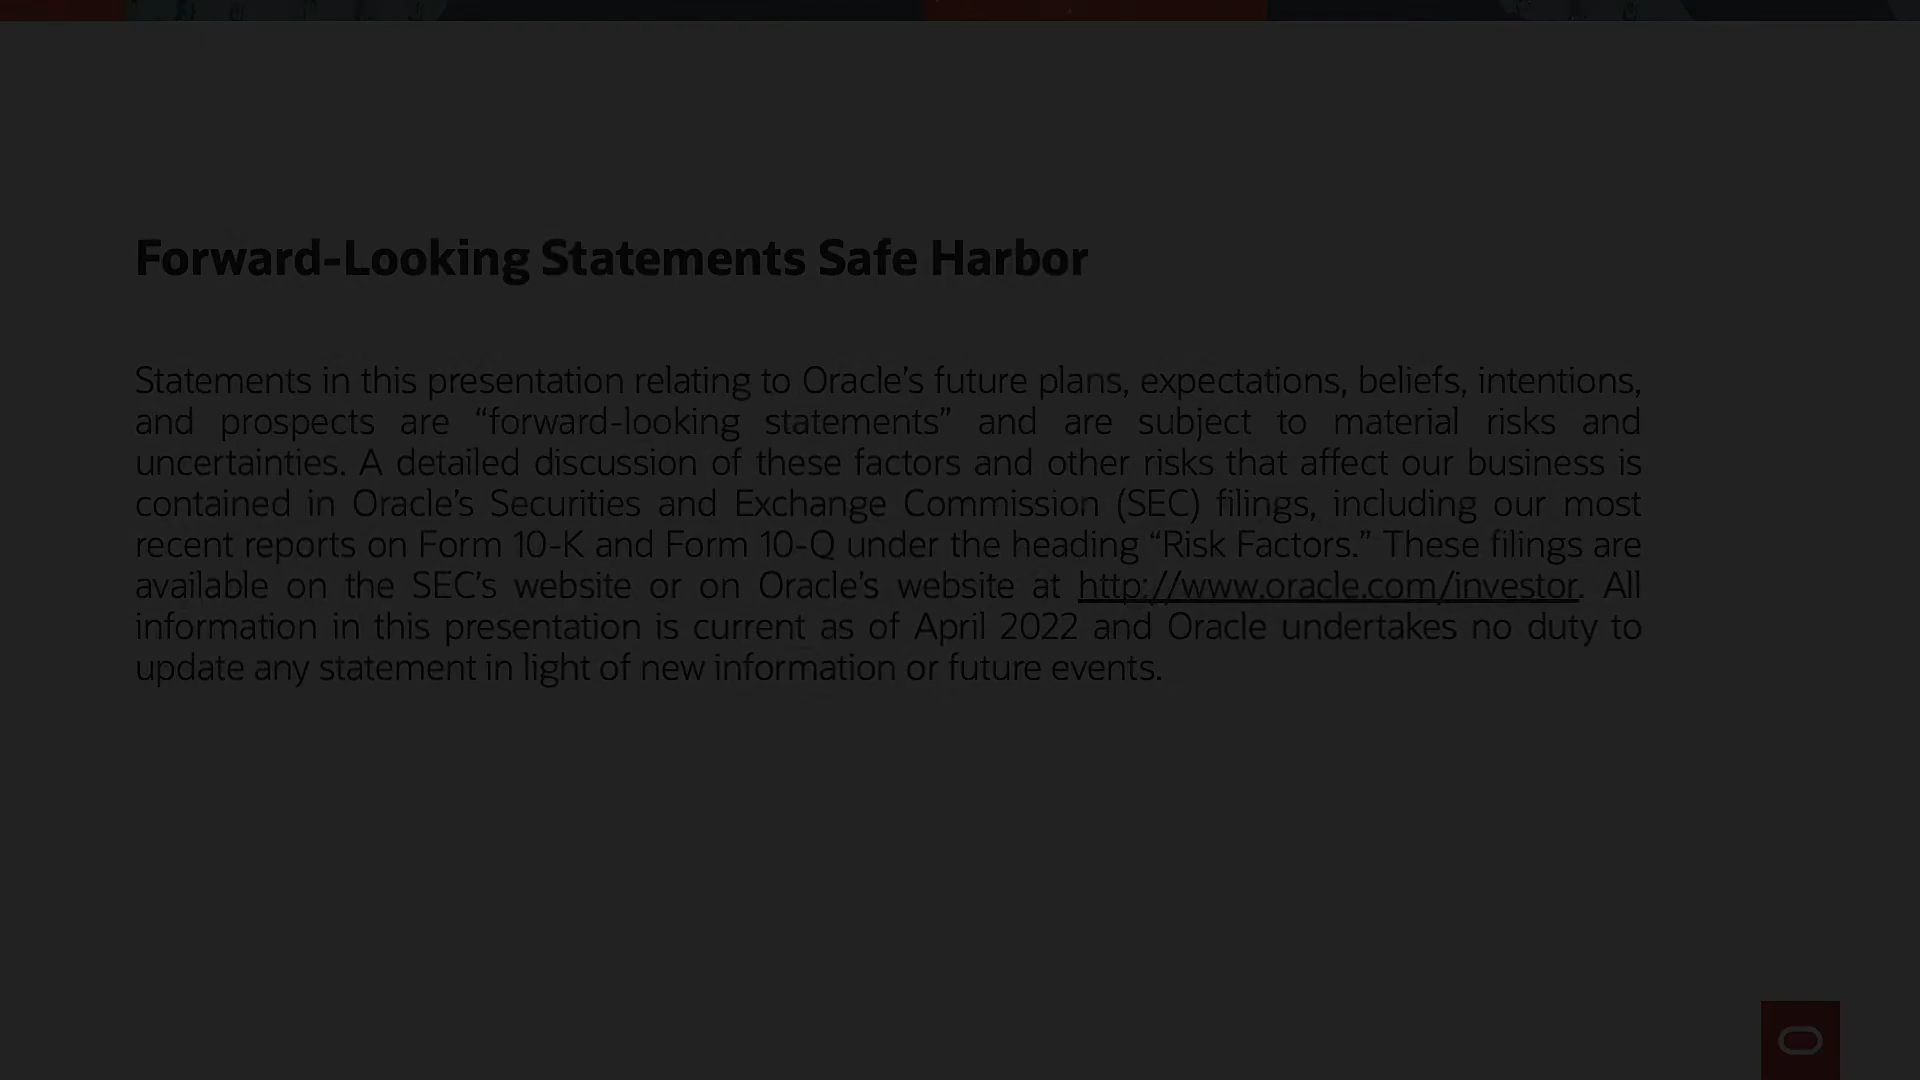 Forward-Looking Statements Safe Harbor
Statements in this presentation relating to Oracle’s future plans, expectations, beliefs, intentions,
and prospects are “forward-looking statements” and are subject to material risks and
uncertainties. A detailed discussion of these factors and other risks that affect our business is
contained in Oracle’s Securities and Exchange Commission (SEC) filings, including our most
recent reports on Form 10-K and Form 10-Q under the heading “Risk Factors.” These filings are
available on the SEC’s website or on Oracle’s website at http://www.oracle.com/investor. All
information in this presentation is current as of April 2022 and Oracle undertakes no duty to
update any statement in light of new information or future events.